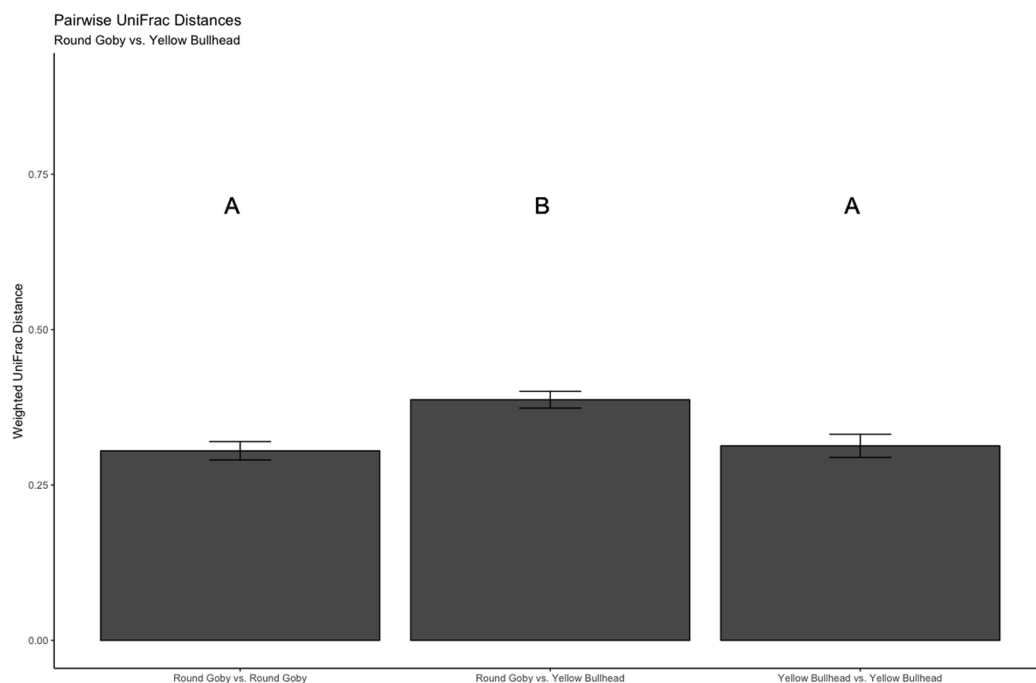 Pairwise UniFrac Distances
Round Goby vs. Yellow Bullhead
Weighted UniFrac Distance
0.75
0.50
0.25
0.00
A
B
A
Round Goby vs. Round Goby
Round Goby vs. Yellow Bullhead
Yellow Bullhead vs. Yellow Bullhead